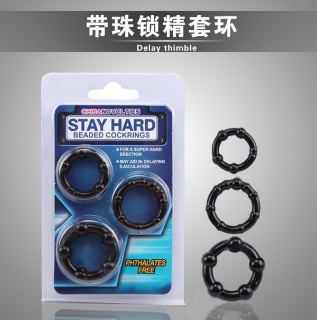 带珠锁精套环
Delay thimble
CHISANOVELTIES
STAY HARD
BEADED COCKRINGS
FOR A SUPER HARD
ERECTION
MAY AID IN DELAYING
EJACULATION
PHTHALATES
FREE